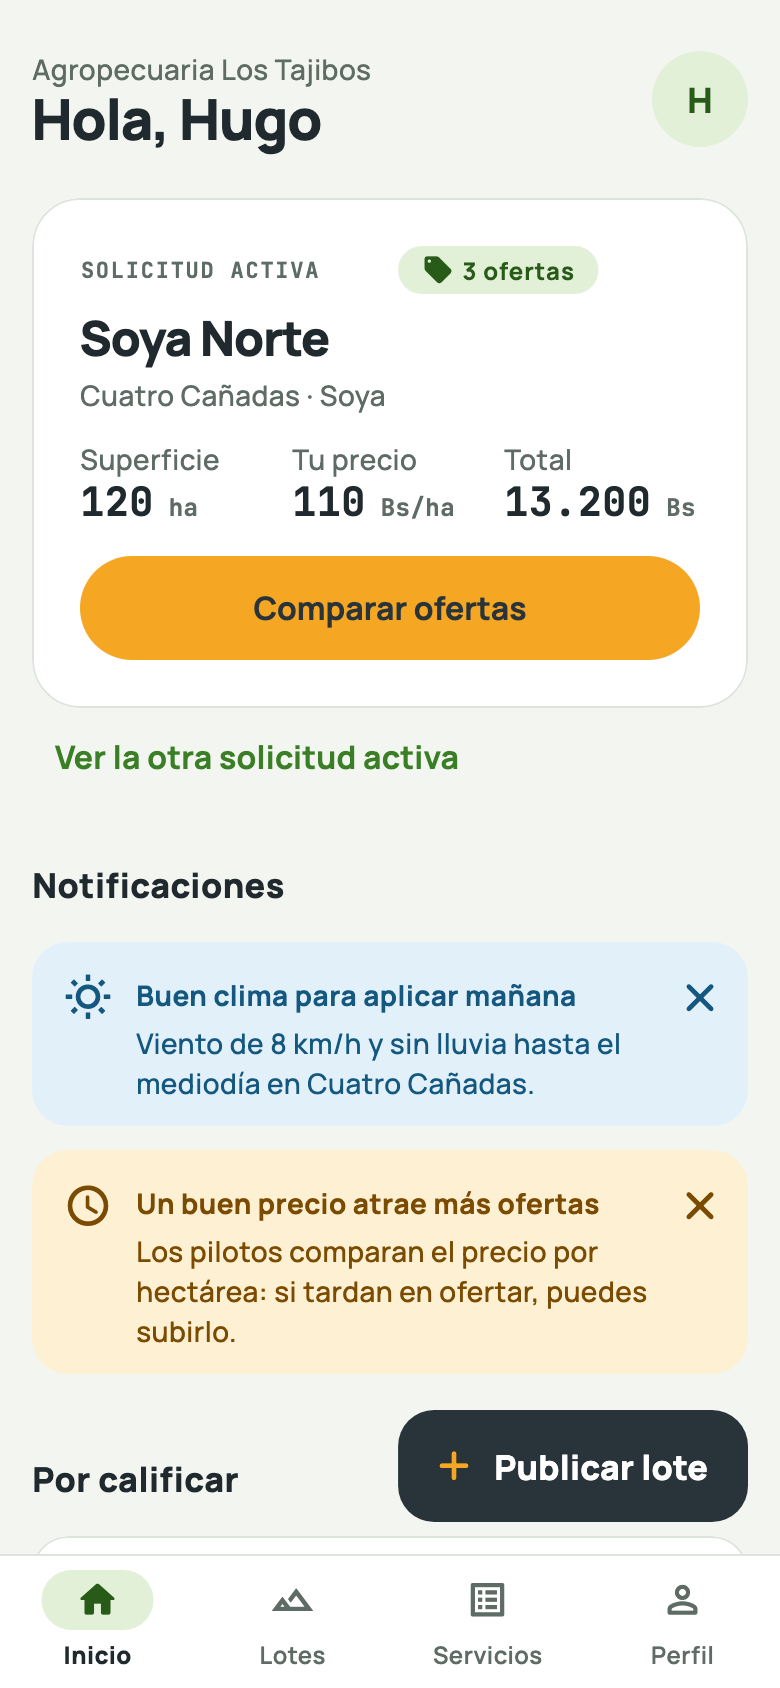 Agropecuaria Los Tajibos
Hola, Hugo
H
SOLICITUD ACTIVA
3 ofertas
Soya Norte
Cuatro Cañadas · Soya
Superficie Tu precio Total
120 ha 110 Bs/ha 13.200 Bs
Comparar ofertas
Ver la otra solicitud activa
Notificaciones
Buen clima para aplicar mañana
Viento de 8 km/h y sin lluvia hasta el
mediodía en Cuatro Cañadas.
Un buen precio atrae más ofertas
Los pilotos comparan el precio por
hectárea: si tardan en ofertar, puedes
subirlo.
Por calificar
Publicar lote
Inicio Lotes Servicios Perfil